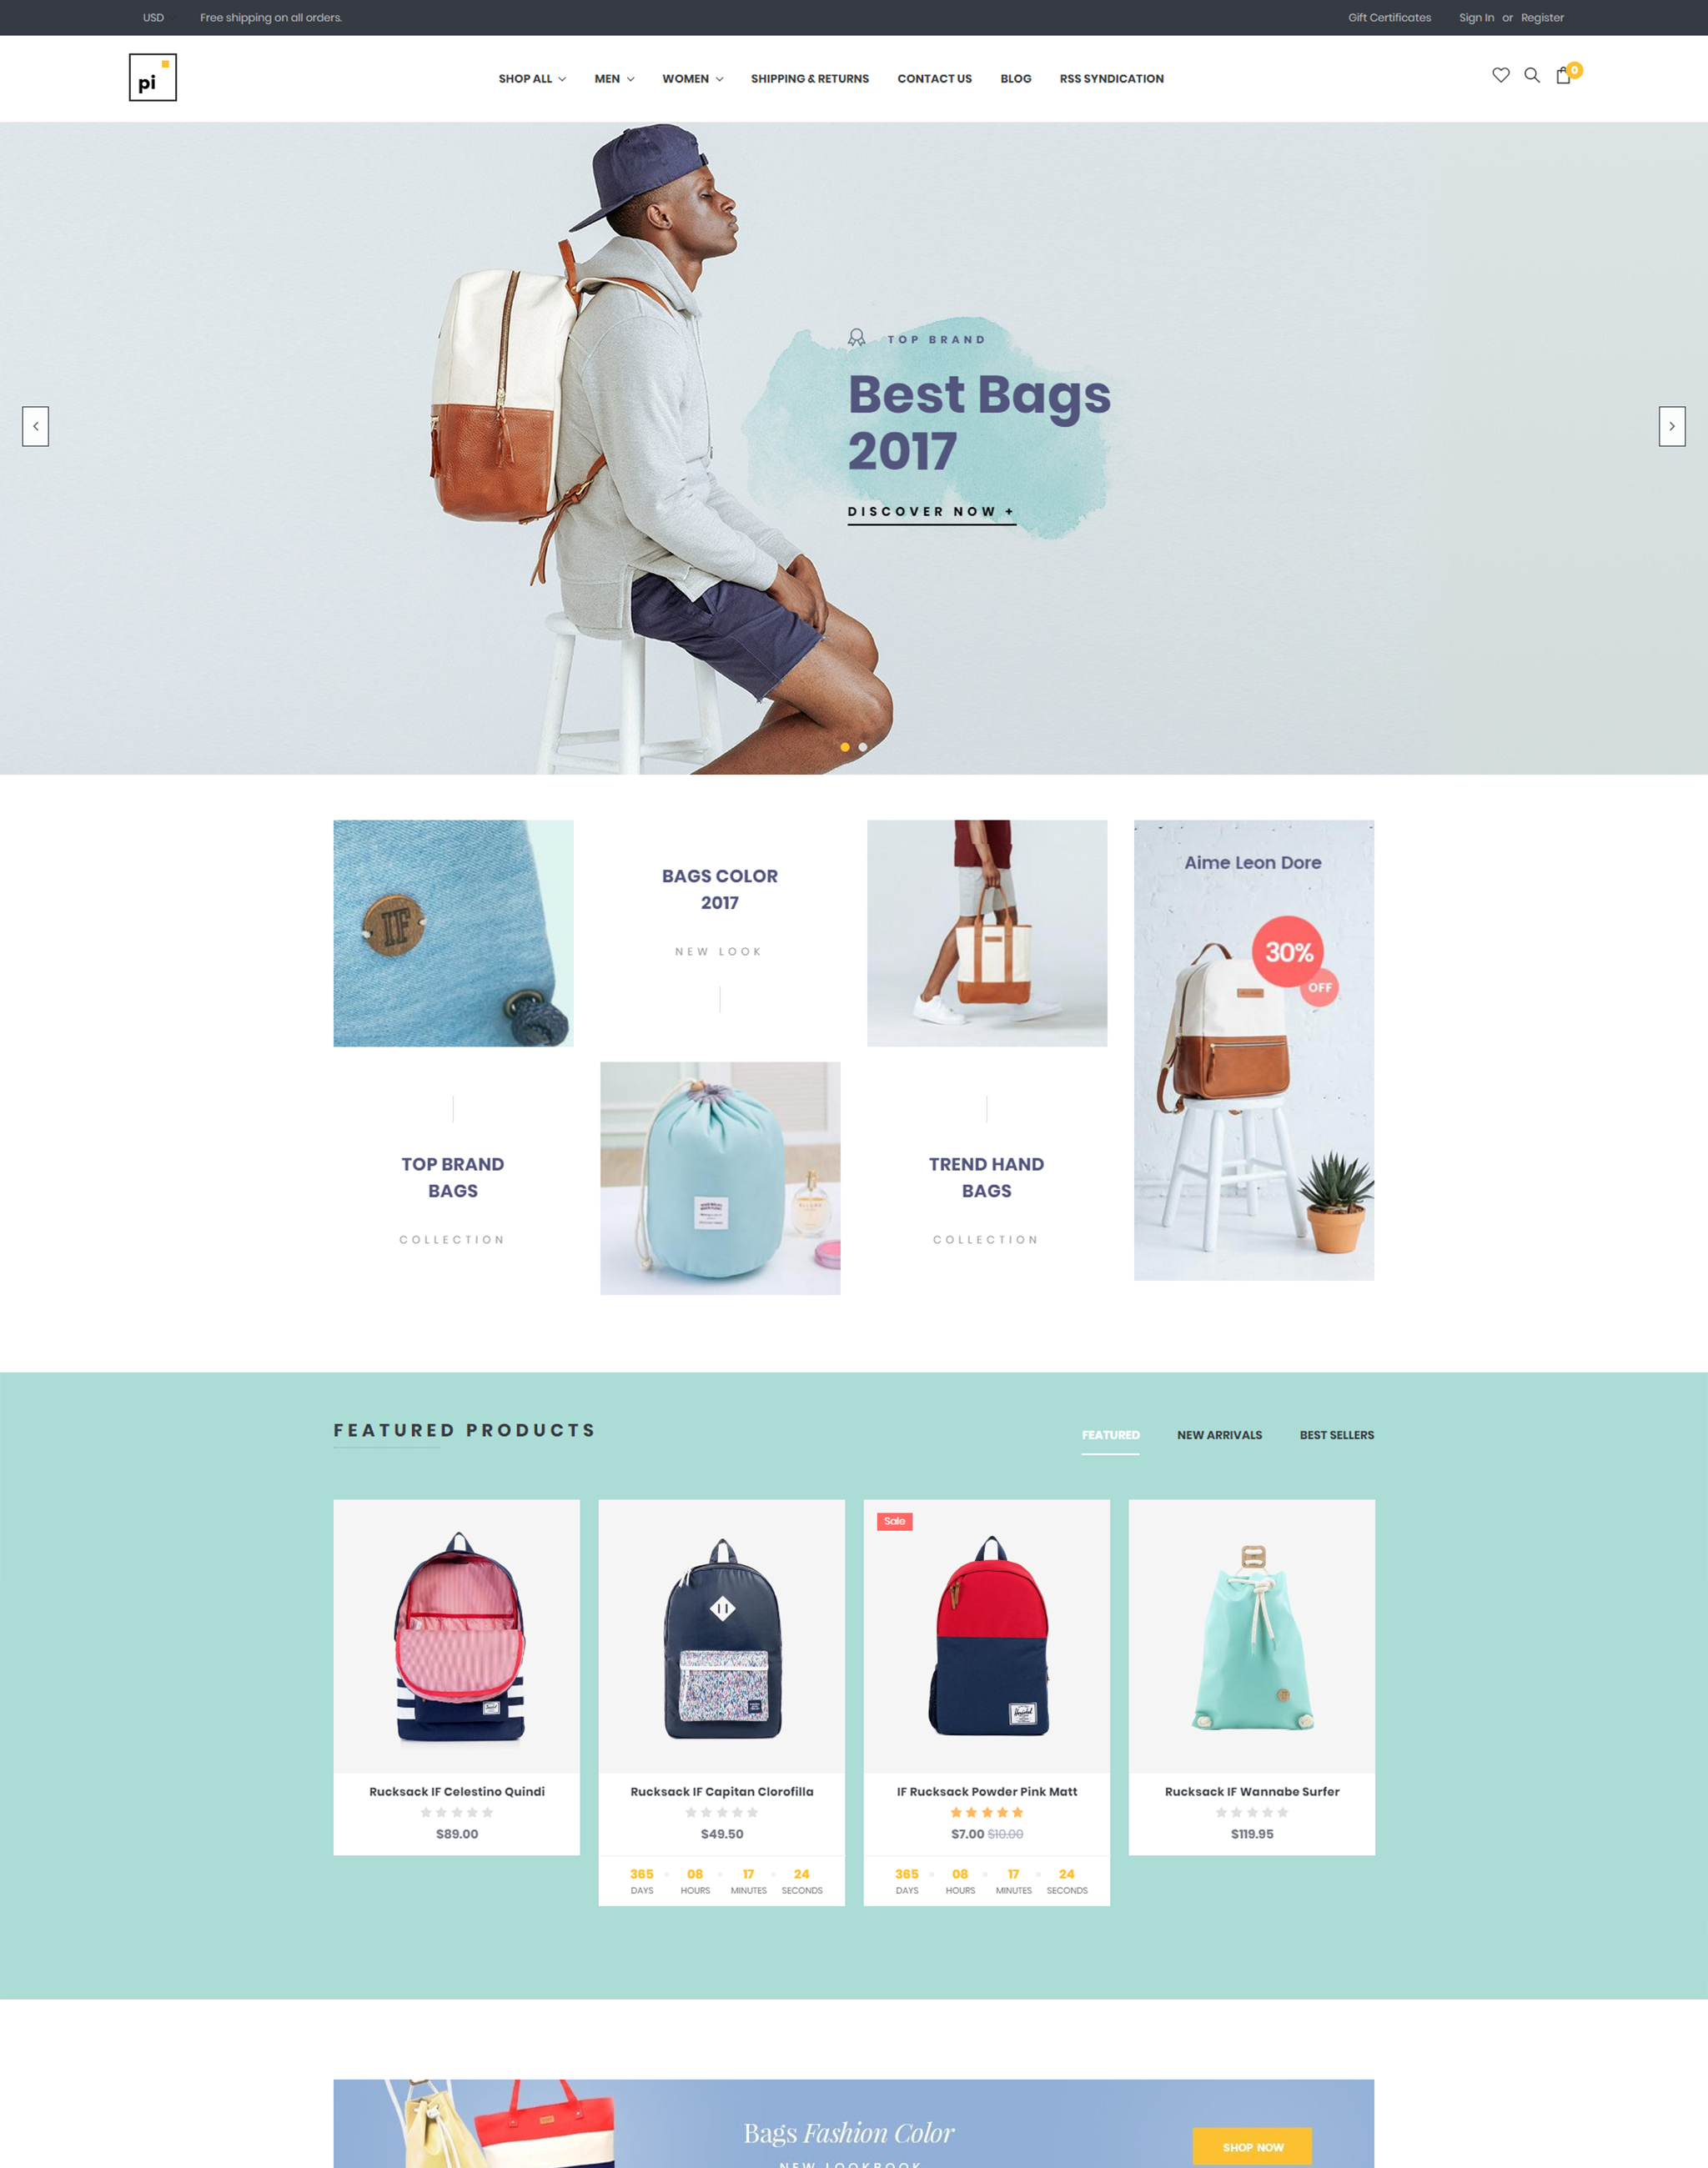 USD
Free shipping on all orders.
Gift Certificates
Sign In or Register
pi
SHOP ALL
MEN
WOMEN
SHIPPING & RETURNS
CONTACT US
BLOG
RSS SYNDICATION
0
TOP BRAND
Best Bags
2017
DISCOVER NOW +
IF
BAGS COLOR
2017
NEW LOOK
Aime Leon Dore
30%
OFF
TOP BRAND
BAGS
COLLECTION
TREND HAND
BAGS
COLLECTION
FEATURED PRODUCTS
FEATURED
NEW ARRIVALS
BEST SELLERS
Sale
Herschel
Rucksack IF Celestino Quindi
$89.00
Rucksack IF Capitan Clorofilla
$49.50
365 08 17 24
DAYS HOURS MINUTES SECONDS
IF Rucksack Powder Pink Matt
$7.00 $10.00
365 08 17 24
DAYS HOURS MINUTES SECONDS
Rucksack IF Wannabe Surfer
$119.95
Bags Fashion Color
NEW LOOKBOOK
SHOP NOW